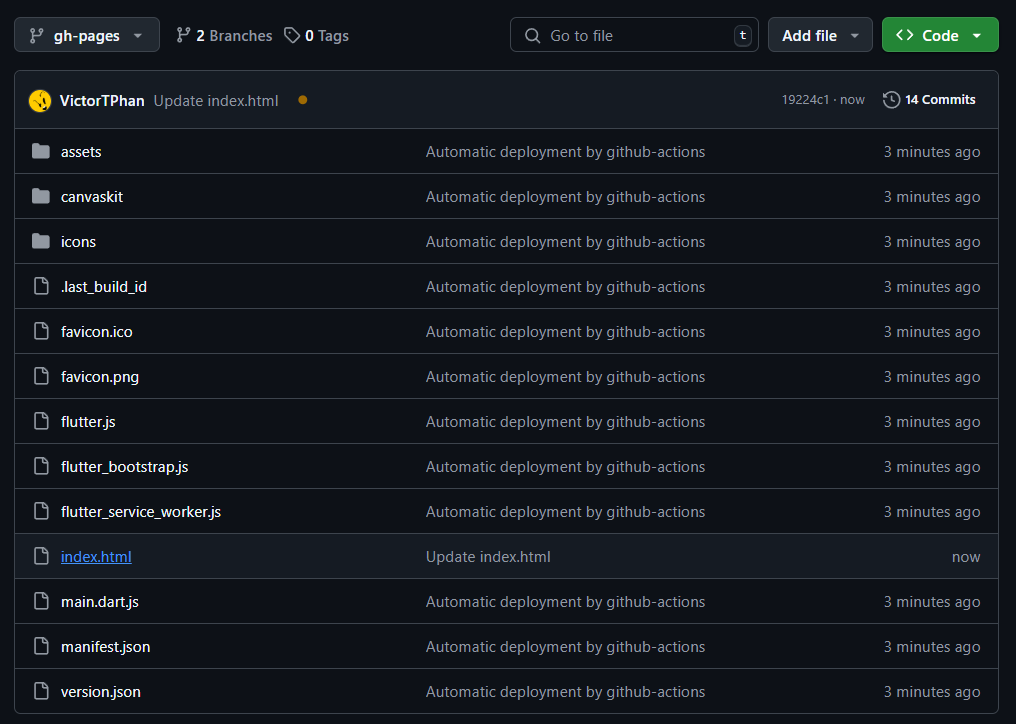 gh-pages 2 Branches 0 Tags Go to file t Add file Code
VictorTPhan Update index.html 19224c1 · now 14 Commits
assets Automatic deployment by github-actions 3 minutes ago
canvaskit Automatic deployment by github-actions 3 minutes ago
icons Automatic deployment by github-actions 3 minutes ago
.last_build_id Automatic deployment by github-actions 3 minutes ago
favicon.ico Automatic deployment by github-actions 3 minutes ago
favicon.png Automatic deployment by github-actions 3 minutes ago
flutter.js Automatic deployment by github-actions 3 minutes ago
flutter_bootstrap.js Automatic deployment by github-actions 3 minutes ago
flutter_service_worker.js Automatic deployment by github-actions 3 minutes ago
index.html Update index.html now
main.dart.js Automatic deployment by github-actions 3 minutes ago
manifest.json Automatic deployment by github-actions 3 minutes ago
version.json Automatic deployment by github-actions 3 minutes ago